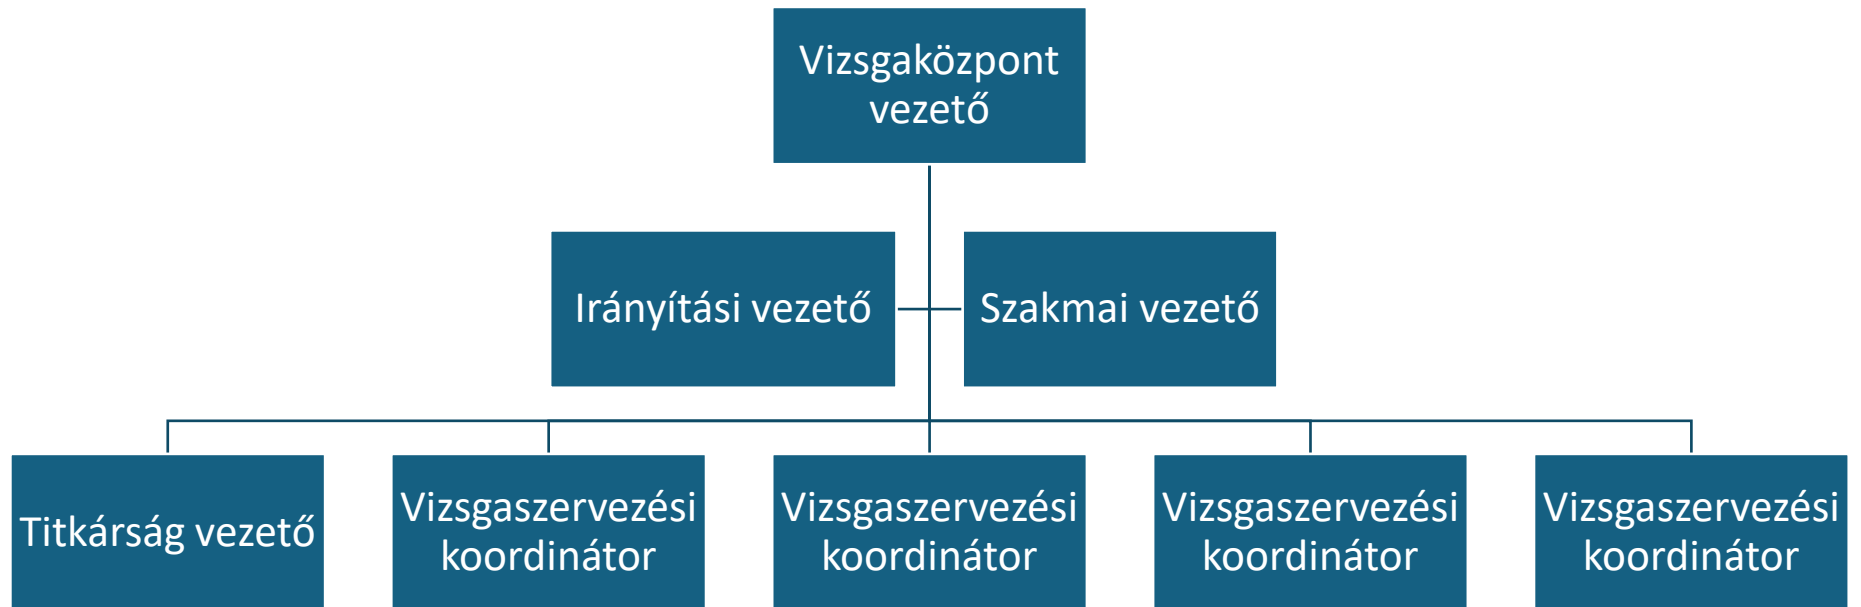 Vizsgaközpont
vezető
Irányítási vezető
Szakmai vezető
Titkárság vezető
Vizsgaszervezési
koordinátor
Vizsgaszervezési
koordinátor
Vizsgaszervezési
koordinátor
Vizsgaszervezési
koordinátor